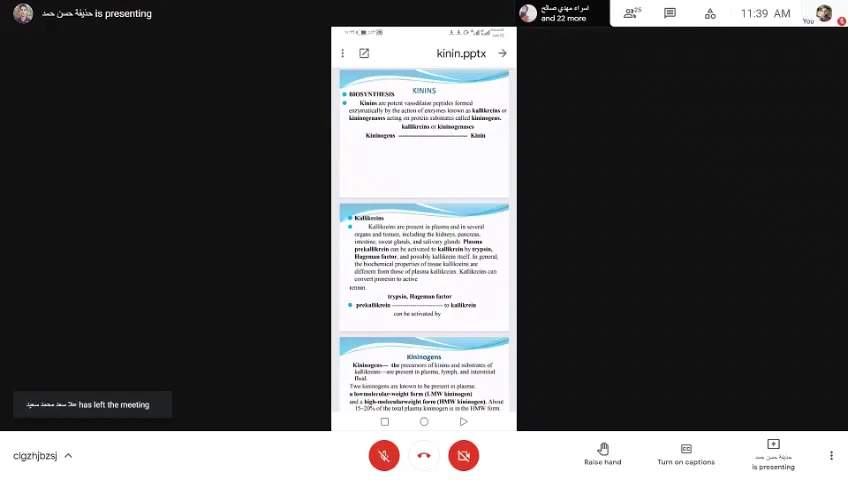 حذيفة حسن حمد is presenting
اسراء مهدي صالح
and 22 more
25
11:39 AM
You
kinin.pptx
KININS
BIOSYNTHESIS
Kinins are potent vasodilator peptides formed
enzymatically by the action of enzymes known as kallikreins or
kininogenases acting on protein substrates called kininogens.
kallikreins or kininogenases
Kininogens ---------------------- Kinin
Kallikreins
Kallikreins are present in plasma and in several
organs and tissues, including the kidneys, pancreas,
intestine, sweat glands, and salivary glands. Plasma
prekallikrein can be activated to kallikrein by trypsin,
Hageman factor, and possibly kallikrein itself. In general,
the biochemical properties of tissue kallikreins are
different from those of plasma kallikreins. Kallikreins can
convert prorenin to active
renin.
trypsin, Hageman factor
prekallikrein ---------------------- to kallikrein
can be activated by
Kininogens
Kininogens— the precursors of kinins and substrates of
kallikreins—are present in plasma, lymph, and interstitial
fluid.
Two kininogens are known to be present in plasma:
a lowmolecular-weight form (LMW kininogen)
and a high-molecularweight form (HMW kininogen). About
15–20% of the total plasma kininogen is in the HMW form.
علا سعد محمد سعيد has left the meeting
clgzhjbzsj
Raise hand
Turn on captions
حذيفة حسن حمد
is presenting